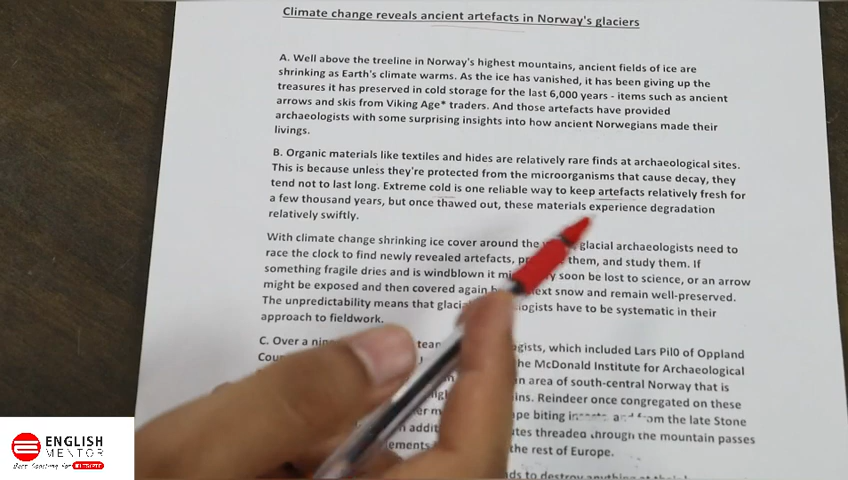 Climate change reveals ancient artefacts in Norway's glaciers
A. Well above the treeline in Norway's highest mountains, ancient fields of ice are
shrinking as Earth's climate warms. As the ice has vanished, it has been giving up the
treasures it has preserved in cold storage for the last 6,000 years - items such as ancient
arrows and skis from Viking Age* traders. And those artefacts have provided
archaeologists with some surprising insights into how ancient Norwegians made their
livings.
B. Organic materials like textiles and hides are relatively rare finds at archaeological sites.
This is because unless they're protected from the microorganisms that cause decay, they
tend not to last long. Extreme cold is one reliable way to keep artefacts relatively fresh for
a few thousand years, but once thawed out, these materials experience degradation
relatively swiftly.
With climate change shrinking ice cover around the glacial archaeologists need to
race the clock to find newly revealed artefacts, them, and study them. If
something fragile dries and is windblown it soon be lost to science, or an arrow
might be exposed and then covered again next snow and remain well-preserved.
The unpredictability means that have to be systematic in their
approach to fieldwork.
C. Over a which included Lars Pil0 of Oppland
the McDonald Institute for Archaeological
area of south-central Norway that is
Reindeer once congregated on these
biting from the late Stone
threaded through the mountain passes
the rest of Europe.
to destroy anything
ENGLISH
MENTOR